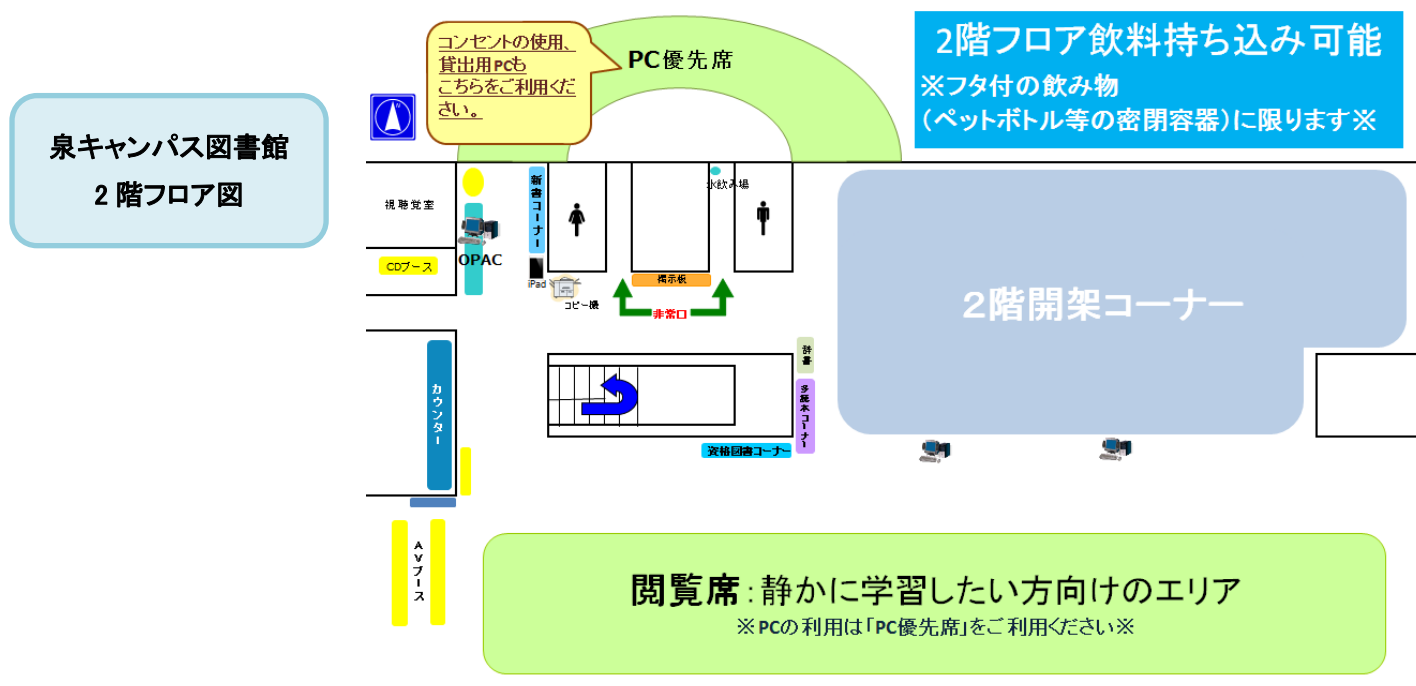 泉キャンパス図書館
2階フロア図
コンセントの使用、
貸出用PCも
こちらをご利用くだ
さい。
PC優先席
2階フロア飲料持ち込み可能
※フタ付の飲み物
(ペットボトル等の密閉容器)に限ります※
N
視聴覚室
CDブース
OPAC
新書コーナー
iPad
コピー機
水飲み場
掲示板
非常口
2階開架コーナー
辞書
多読本コーナー
資格図書コーナー
カウンター
AVブース
閲覧席:静かに学習したい方向けのエリア
※PCの利用は「PC優先席」をご利用ください※